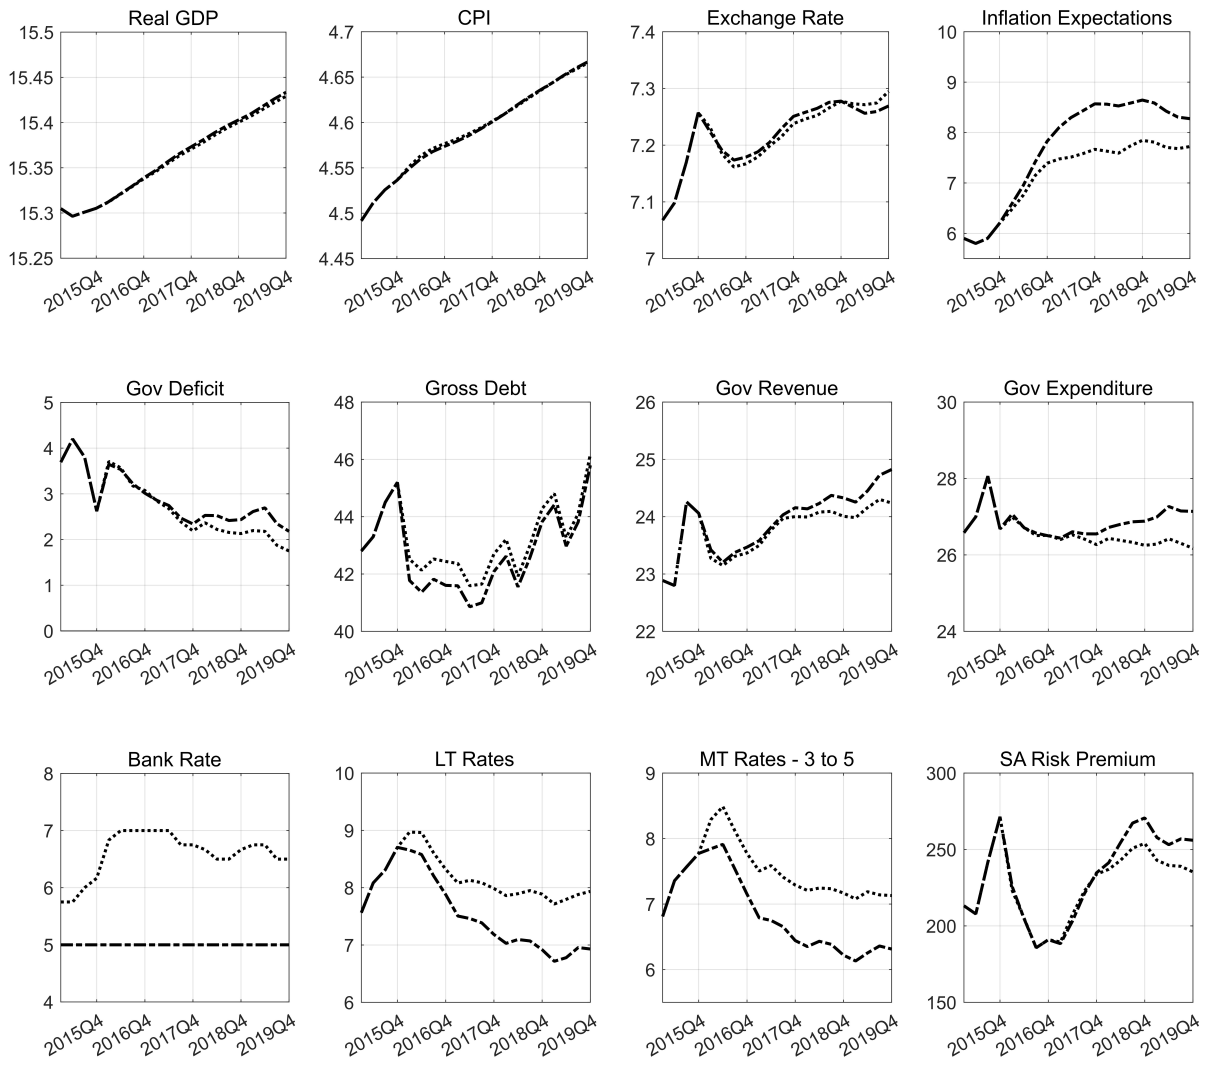 Real GDP
CPI
Exchange Rate
Inflation Expectations
15.5
15.45
15.4
15.35
15.3
15.25
4.7
4.65
4.6
4.55
4.5
4.45
7.4
7.3
7.2
7.1
7
10
9
8
7
6
2015Q4
2016Q4
2017Q4
2018Q4
2019Q4
2015Q4
2016Q4
2017Q4
2018Q4
2019Q4
2015Q4
2016Q4
2017Q4
2018Q4
2019Q4
2015Q4
2016Q4
2017Q4
2018Q4
2019Q4
Gov Deficit
Gross Debt
Gov Revenue
Gov Expenditure
5
4
3
2
1
0
48
46
44
42
40
26
25
24
23
22
30
28
26
24
2015Q4
2016Q4
2017Q4
2018Q4
2019Q4
2015Q4
2016Q4
2017Q4
2018Q4
2019Q4
2015Q4
2016Q4
2017Q4
2018Q4
2019Q4
2015Q4
2016Q4
2017Q4
2018Q4
2019Q4
Bank Rate
LT Rates
MT Rates - 3 to 5
SA Risk Premium
8
7
6
5
4
10
9
8
7
6
9
8
7
6
300
250
200
150
2015Q4
2016Q4
2017Q4
2018Q4
2019Q4
2015Q4
2016Q4
2017Q4
2018Q4
2019Q4
2015Q4
2016Q4
2017Q4
2018Q4
2019Q4
2015Q4
2016Q4
2017Q4
2018Q4
2019Q4